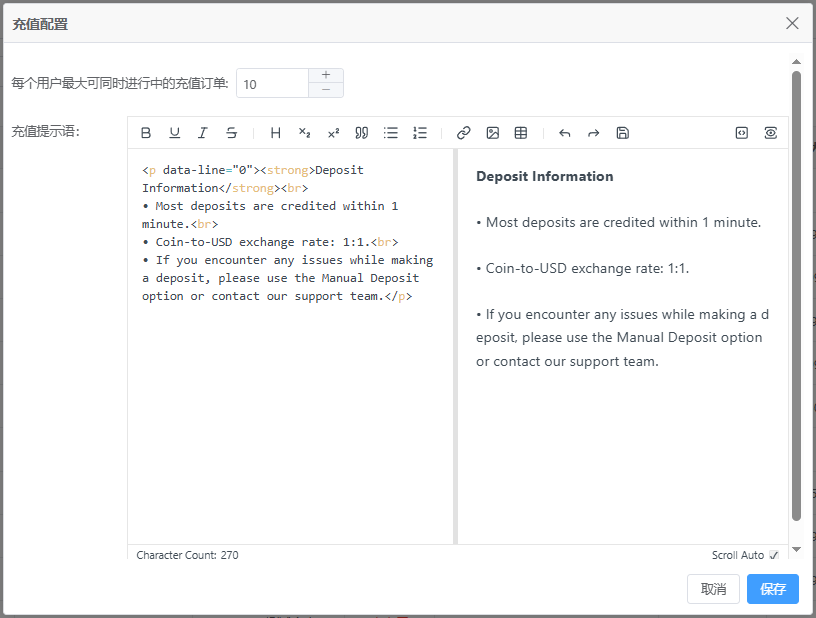 充值配置
每个用户最大可同时进行中的充值订单:
10
充值提示语:
<p data-line="0"><strong>Deposit
Information</strong><br>
• Most deposits are credited within 1
minute.<br>
• Coin-to-USD exchange rate: 1:1.<br>
• If you encounter any issues while making
a deposit, please use the Manual Deposit
option or contact our support team.</p>
Deposit Information
• Most deposits are credited within 1 minute.
• Coin-to-USD exchange rate: 1:1.
• If you encounter any issues while making a d
eposit, please use the Manual Deposit option
or contact our support team.
Character Count: 270
Scroll Auto
取消
保存